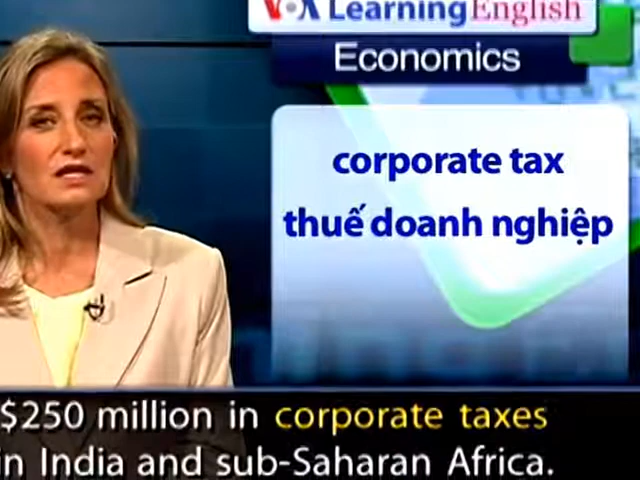 VOA Learning English
Economics
corporate tax
thuế doanh nghiệp
$250 million in corporate taxes
in India and sub-Saharan Africa.